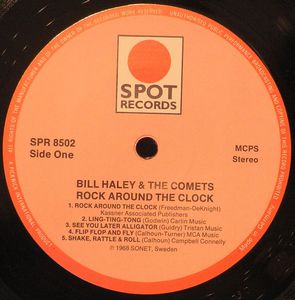 SPOT
RECORDS
SPR 8502
Side One
MCPS
Stereo
BILL HALEY & THE COMETS
ROCK AROUND THE CLOCK
1. ROCK AROUND THE CLOCK (Freedman-DeKnight)
Kassner Associated Publishers
2. LING-TING-TONG (Godwin) Carlin Music
3. SEE YOU LATER ALLIGATOR (Guidry) Tristan Music
4. FLIP FLOP AND FLY (Calhoun-Turner) MCA Music
5. SHAKE, RATTLE & ROLL (Calhoun) Campbell Connelly
℗ 1968 SONET, Sweden